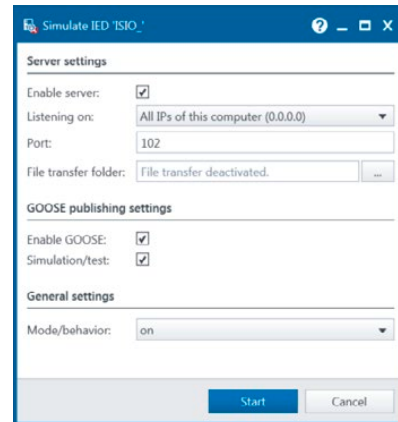 Simulate IED 'ISIO_'
Server settings
Enable server:
Listening on: All IPs of this computer (0.0.0.0)
Port: 102
File transfer folder: File transfer deactivated. ...
GOOSE publishing settings
Enable GOOSE:
Simulation/test:
General settings
Mode/behavior: on
Start Cancel